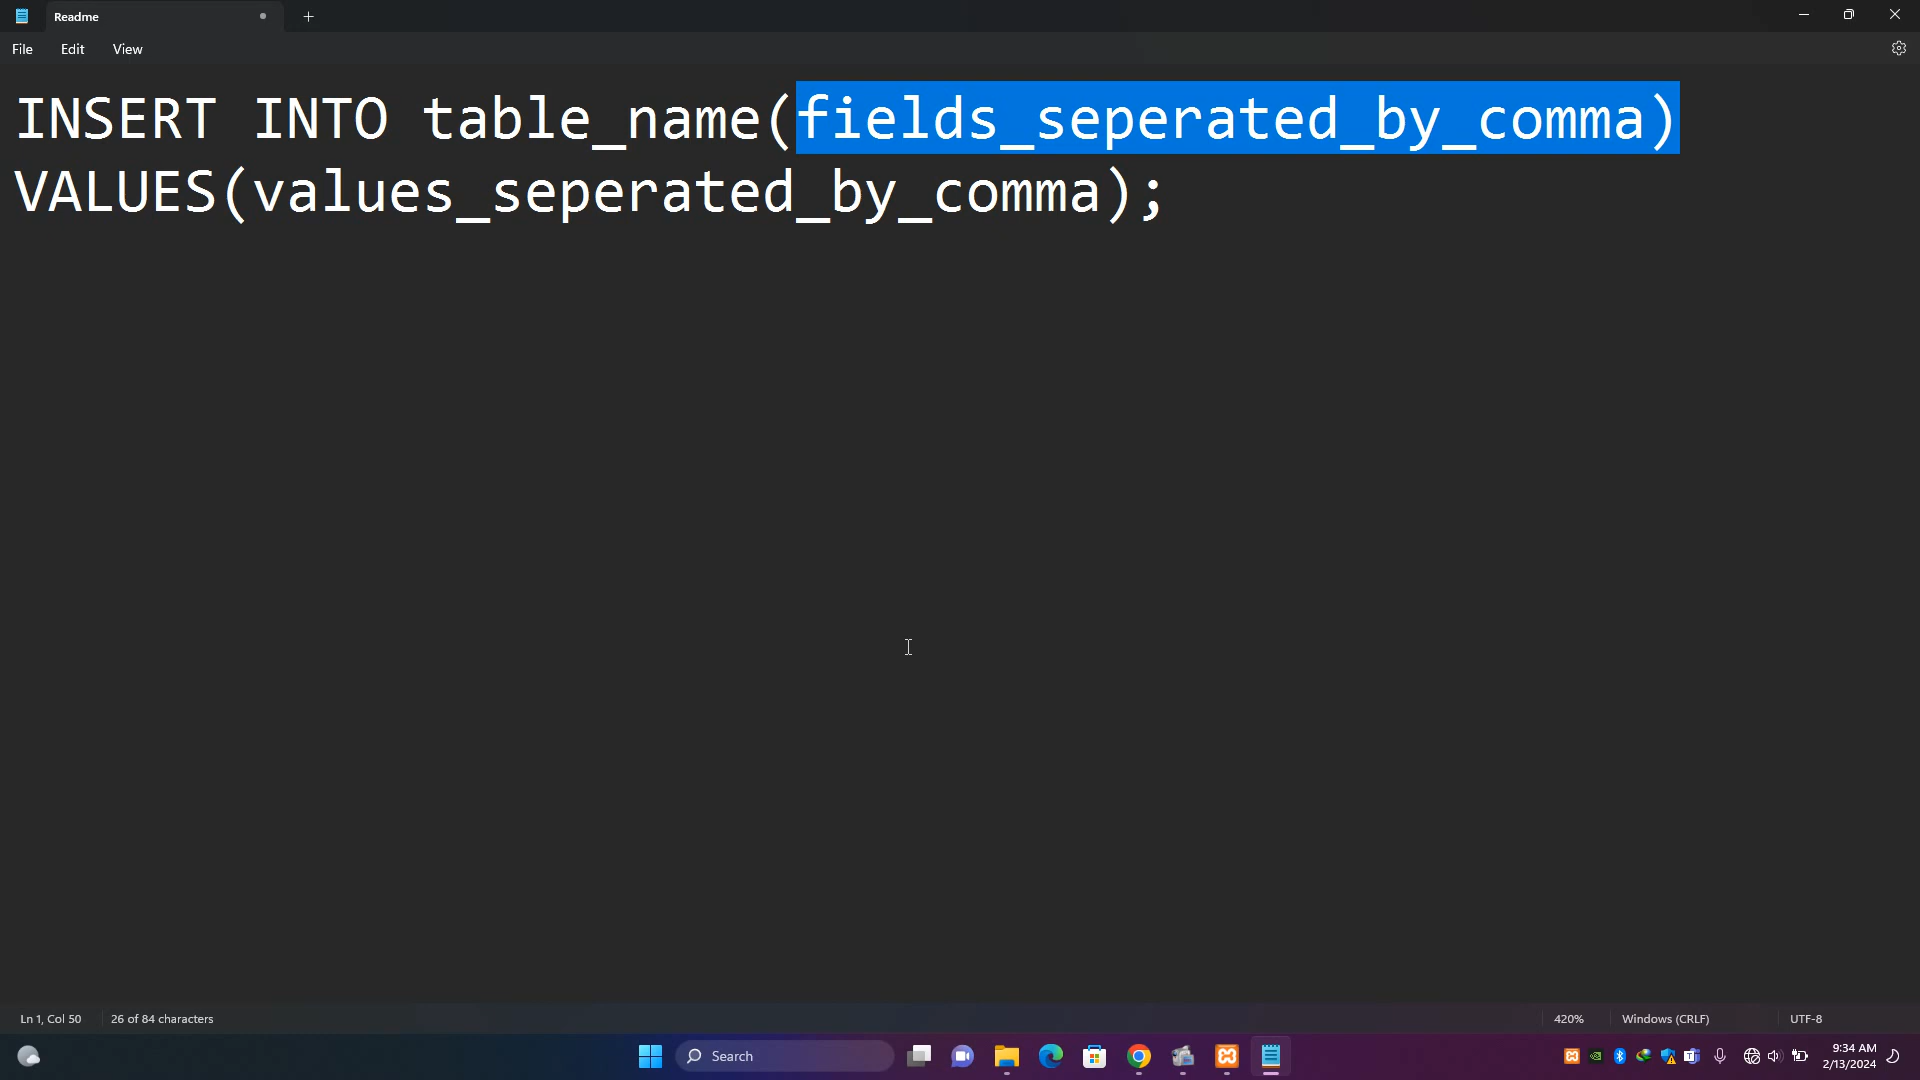 Readme
File Edit View
INSERT INTO table_name(fields_seperated_by_comma)
VALUES(values_seperated_by_comma);
Ln 1, Col 50 26 of 84 characters 420% Windows (CRLF) UTF-8
Search
9:34 AM
2/13/2024